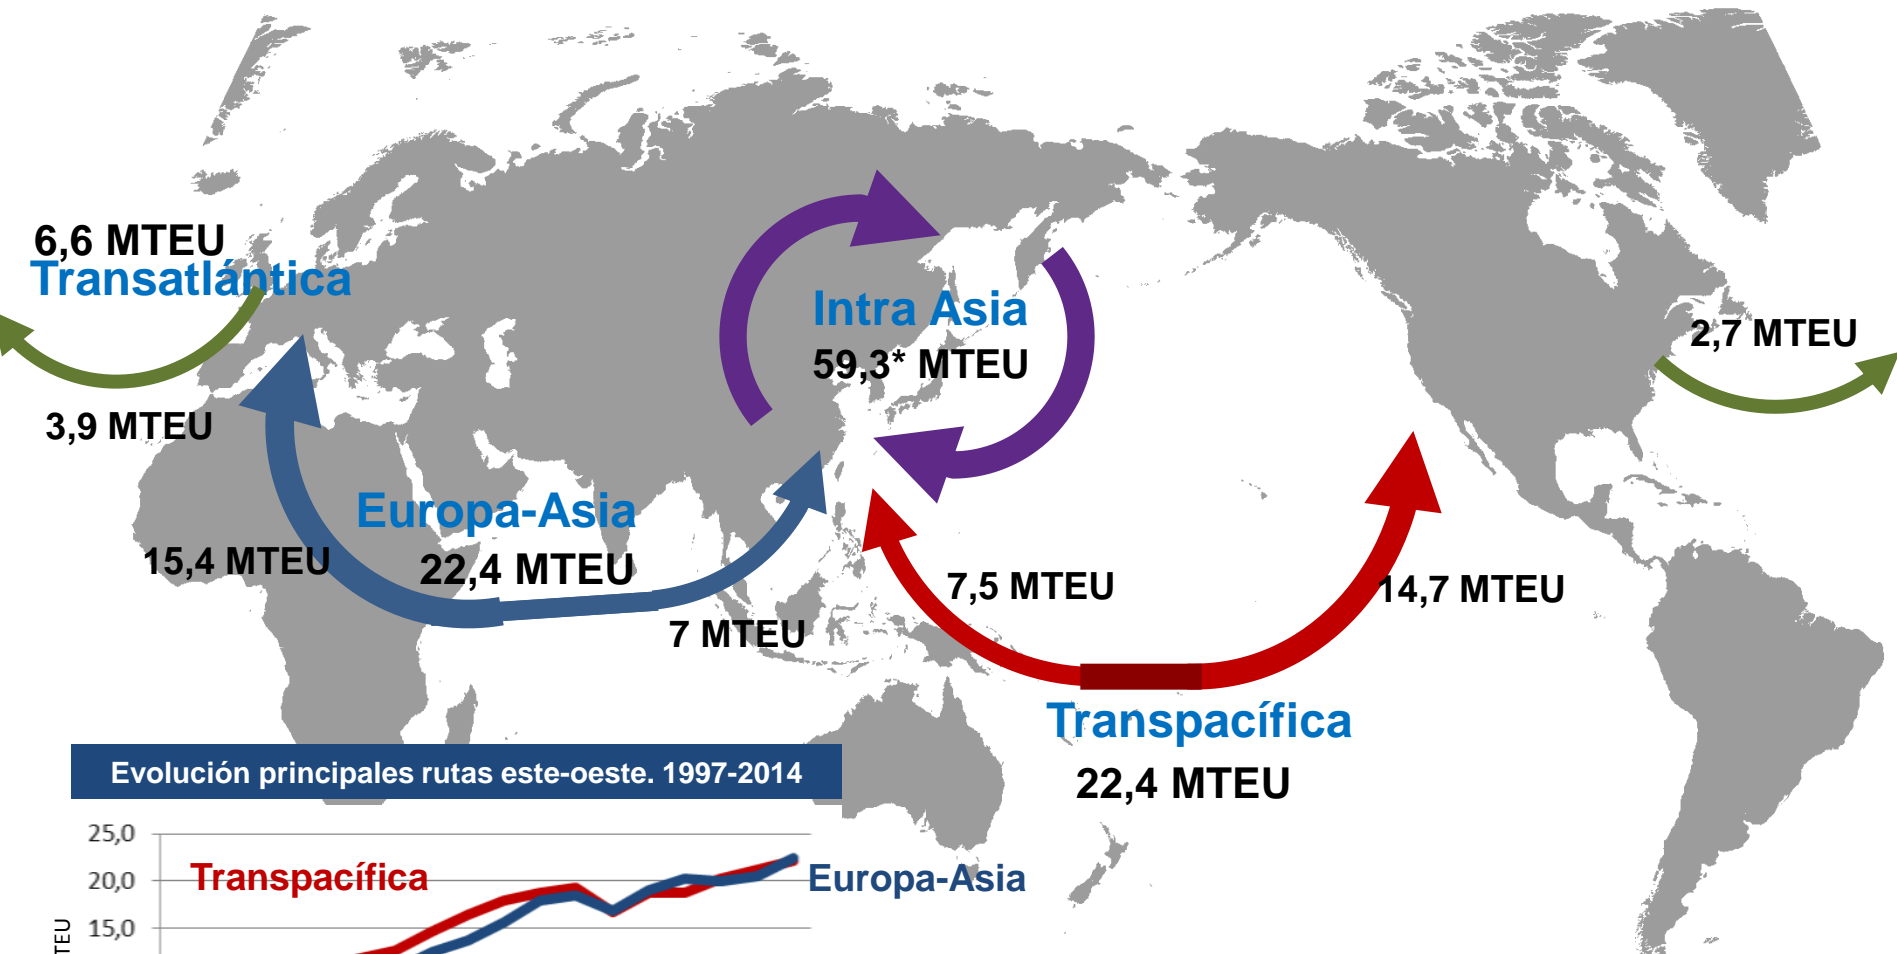 6,6 MTEU
Transatlántica
3,9 MTEU
Intra Asia
59,3* MTEU
2,7 MTEU
Europa-Asia
22,4 MTEU
15,4 MTEU
7 MTEU
7,5 MTEU
14,7 MTEU
Transpacífica
22,4 MTEU
Evolución principales rutas este-oeste. 1997-2014
25,0
20,0
15,0
TEU
Transpacífica
Europa-Asia